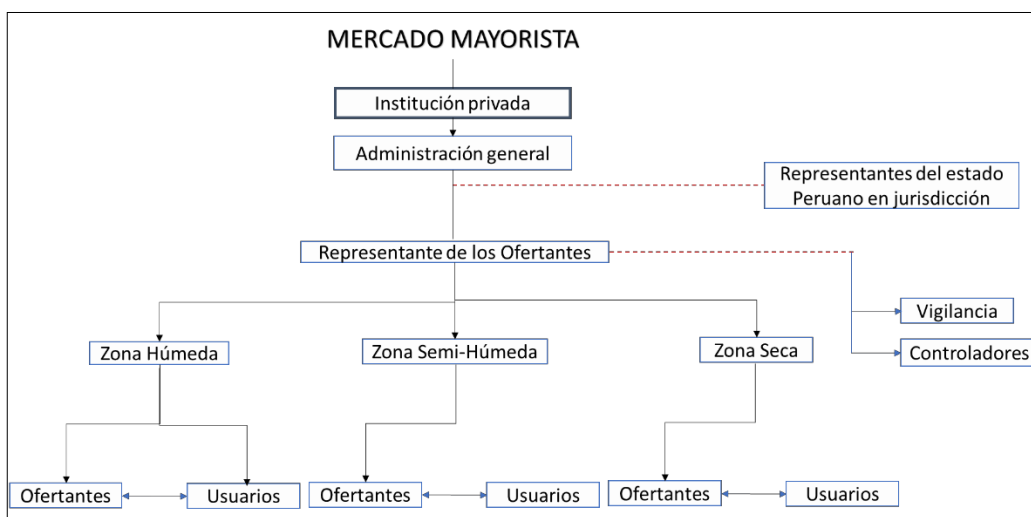 MERCADO MAYORISTA
Institución privada
Administración general
Representantes del estado
Peruano en jurisdicción
Representante de los Ofertantes
Vigilancia
Controladores
Zona Húmeda
Zona Semi-Húmeda
Zona Seca
Ofertantes
Usuarios
Ofertantes
Usuarios
Ofertantes
Usuarios